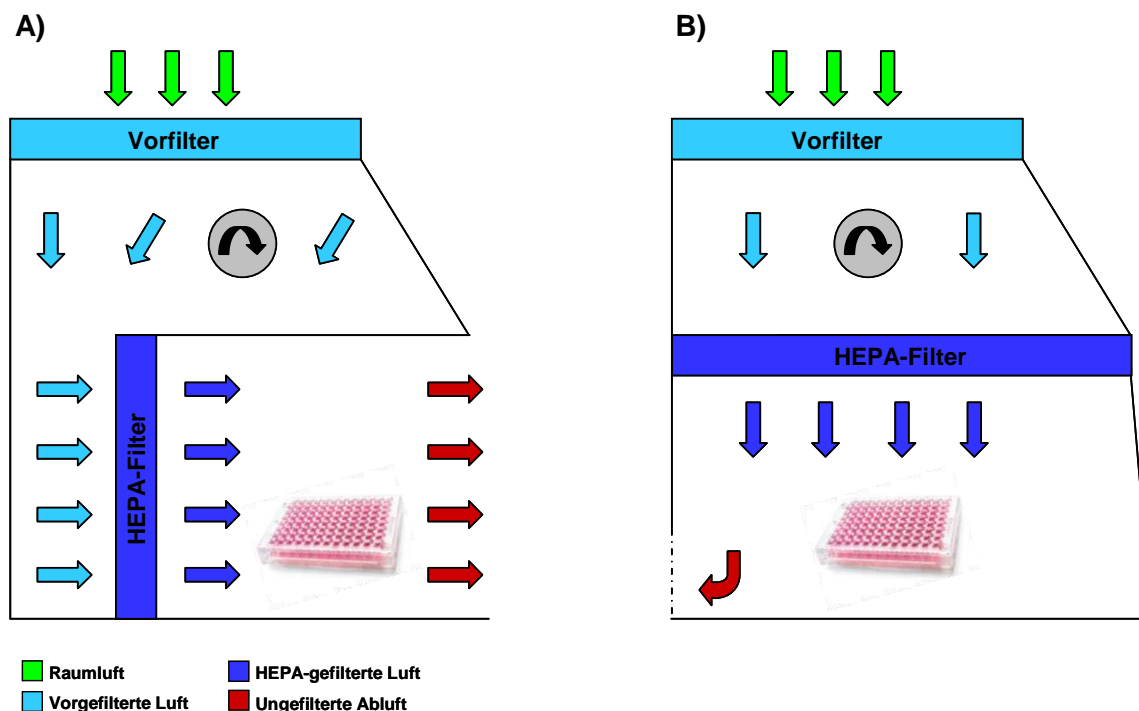 A)
B)
Vorfilter
Vorfilter
HEPA-Filter
HEPA-Filter
Raumluft
HEPA-gefilterte Luft
Vorgefilterte Luft
Ungefilterte Abluft